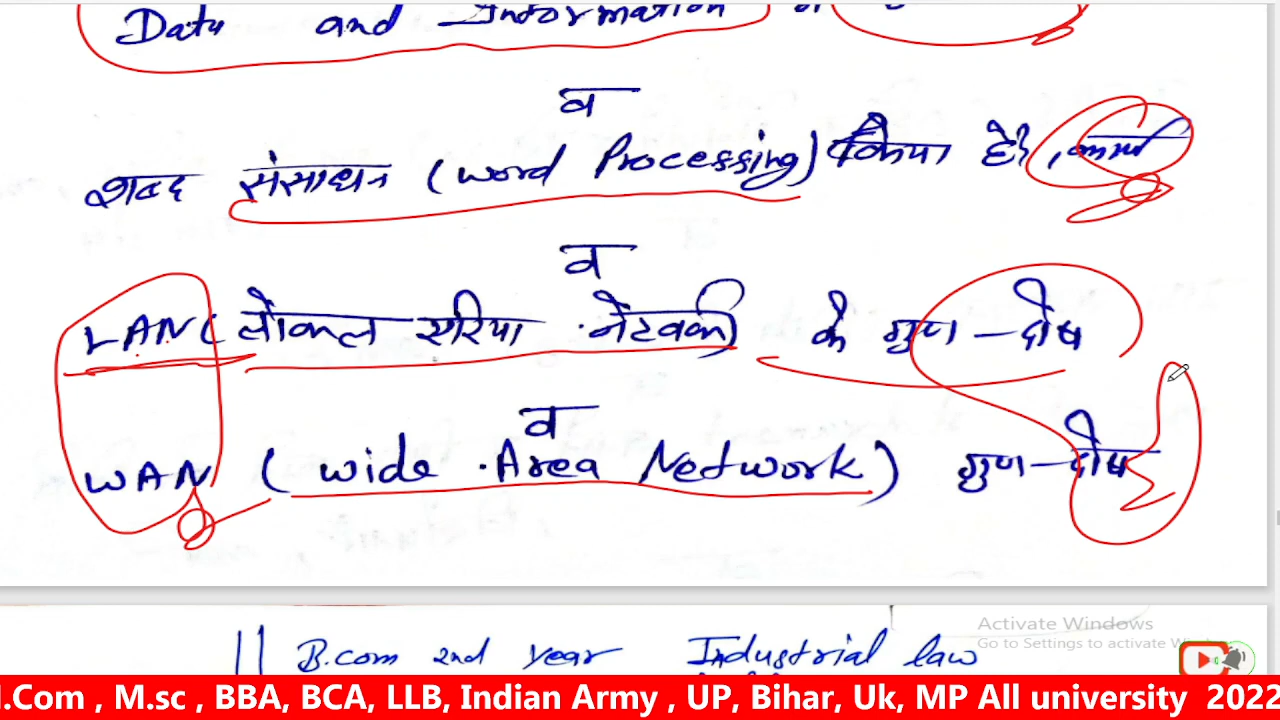 Data and Information
व
शब्द संसाधन (word Processing) किया है,
व
LAN (लोकल एरिया नेटवर्क) के गुण-दोष
व
WAN (wide Area Network) गुण-दोष
Activate Windows
Go to Settings to activate
|| B.com 2nd year Industrial law
.Com , M.sc , BBA, BCA, LLB, Indian Army , UP, Bihar, Uk, MP All university 2022